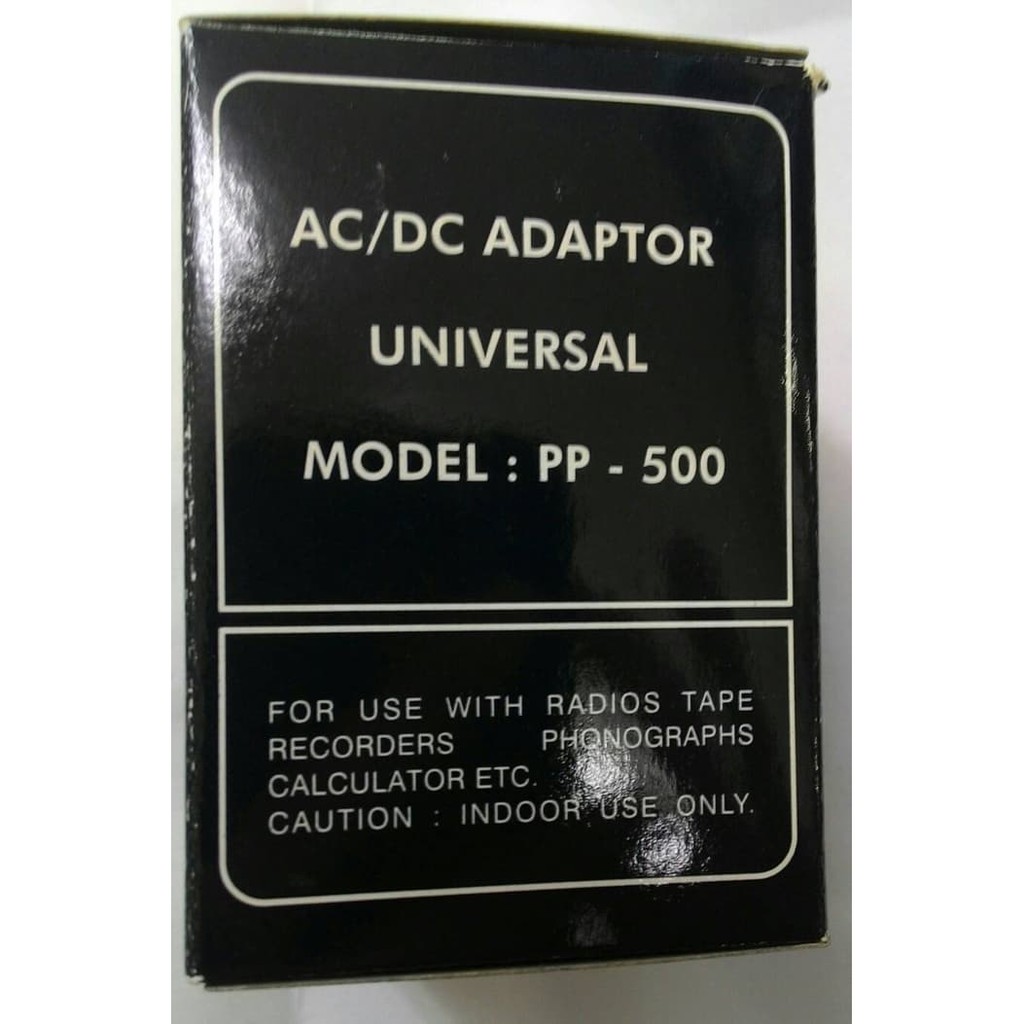 AC/DC ADAPTOR
UNIVERSAL
MODEL : PP - 500
FOR USE WITH RADIOS TAPE
RECORDERS PHONOGRAPHS
CALCULATOR ETC.
CAUTION : INDOOR USE ONLY.